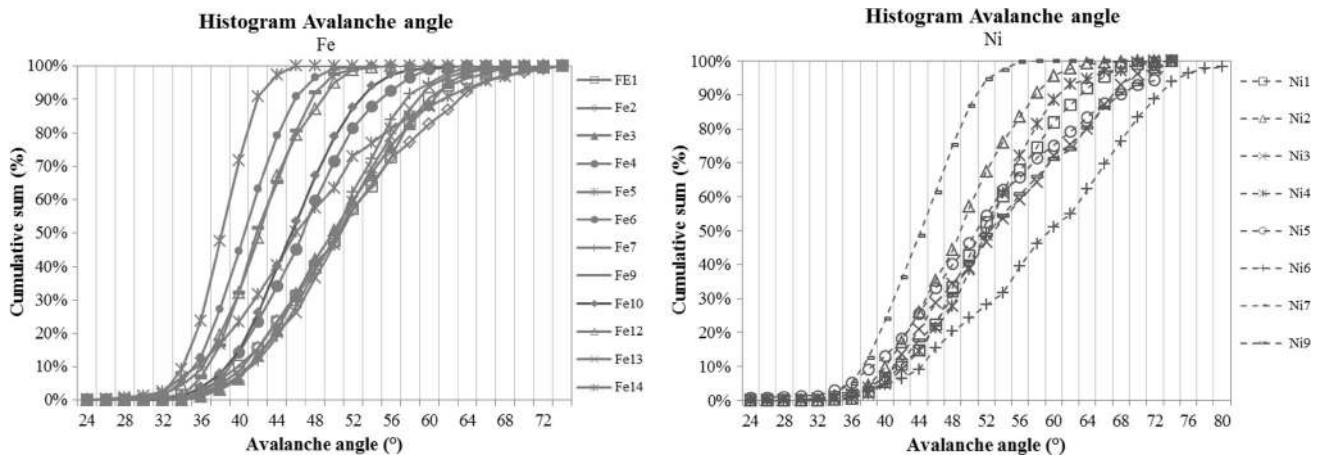 Histogram Avalanche angle
Fe
100%
90%
80%
70%
60%
50%
40%
30%
20%
10%
0%
Cumulative sum (%)
24 28 32 36 40 44 48 52 56 60 64 68 72
Avalanche angle (°)
FE1
Fe2
Fe3
Fe4
Fe5
Fe6
Fe7
Fe9
Fe10
Fe12
Fe13
Fe14
Histogram Avalanche angle
Ni
100%
90%
80%
70%
60%
50%
40%
30%
20%
10%
0%
Cumulative sum (%)
24 28 32 36 40 44 48 52 56 60 64 68 72 76 80
Avalanche angle (°)
Ni1
Ni2
Ni3
Ni4
Ni5
Ni6
Ni7
Ni9